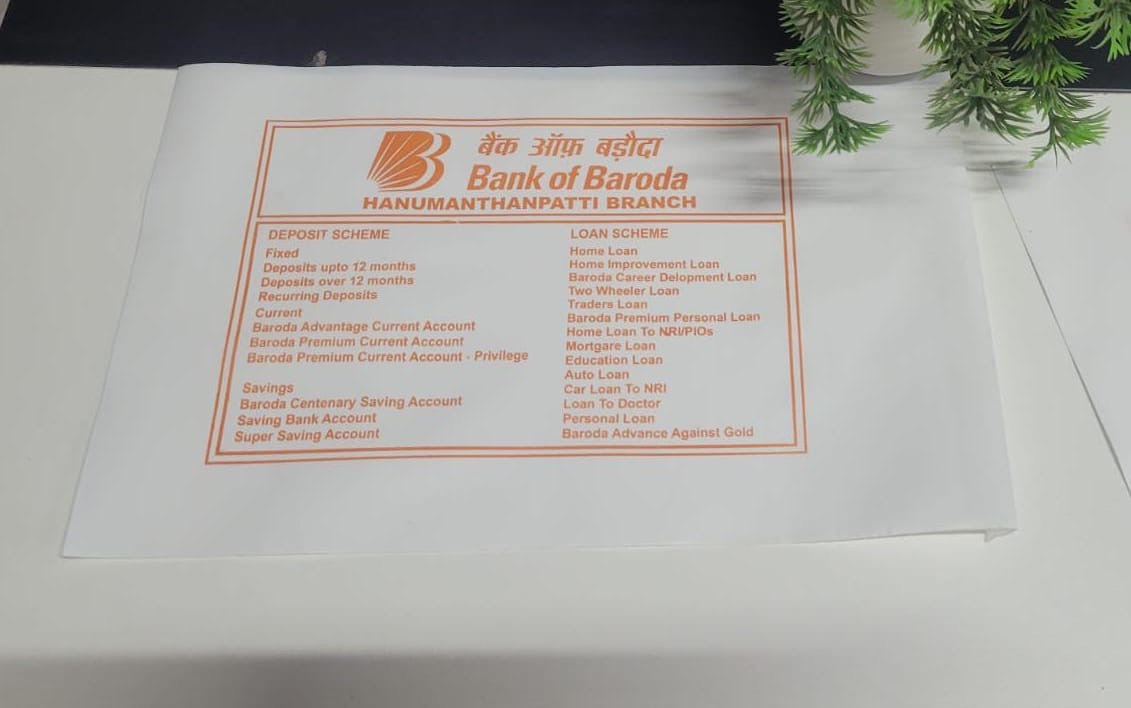 बैंक ऑफ़ बड़ौदा
Bank of Baroda
HANUMANTHANPATTI BRANCH
DEPOSIT SCHEME
Fixed
Deposits upto 12 months
Deposits over 12 months
Recurring Deposits
Current
Baroda Advantage Current Account
Baroda Premium Current Account
Baroda Premium Current Account - Privilege
Savings
Baroda Centenary Saving Account
Saving Bank Account
Super Saving Account
LOAN SCHEME
Home Loan
Home Improvement Loan
Baroda Career Delopment Loan
Two Wheeler Loan
Traders Loan
Baroda Premium Personal Loan
Home Loan To NRI/PIOs
Mortgare Loan
Education Loan
Auto Loan
Car Loan To NRI
Loan To Doctor
Personal Loan
Baroda Advance Against Gold